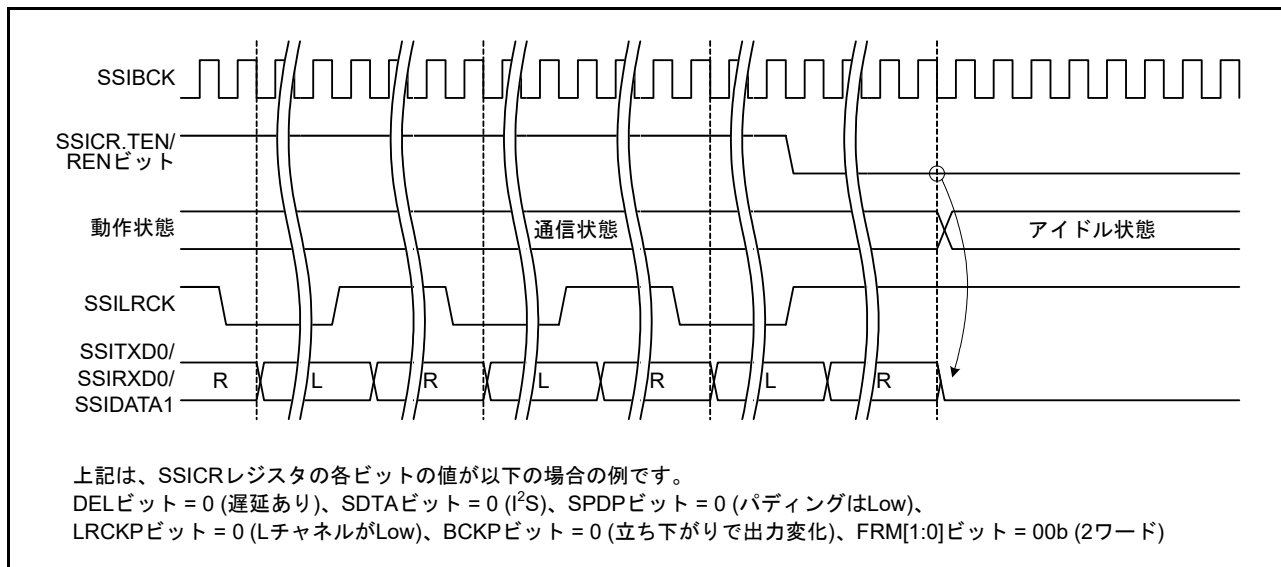 SSIBCK
SSICR.TEN/
RENビット
動作状態
通信状態
アイドル状態
SSILRCK
SSITXD0/
SSIRXD0/
SSIDATA1
R
L
R
L
R
L
R
上記は、SSICRレジスタの各ビットの値が以下の場合の例です。
DELビット = 0 (遅延あり)、SDTAビット = 0 (I²S)、SPDPビット = 0 (パディングはLow)、
LRCKPビット = 0 (LチャネルがLow)、BCKPビット = 0 (立ち下がりで出力変化)、FRM[1:0]ビット = 00b (2ワード)